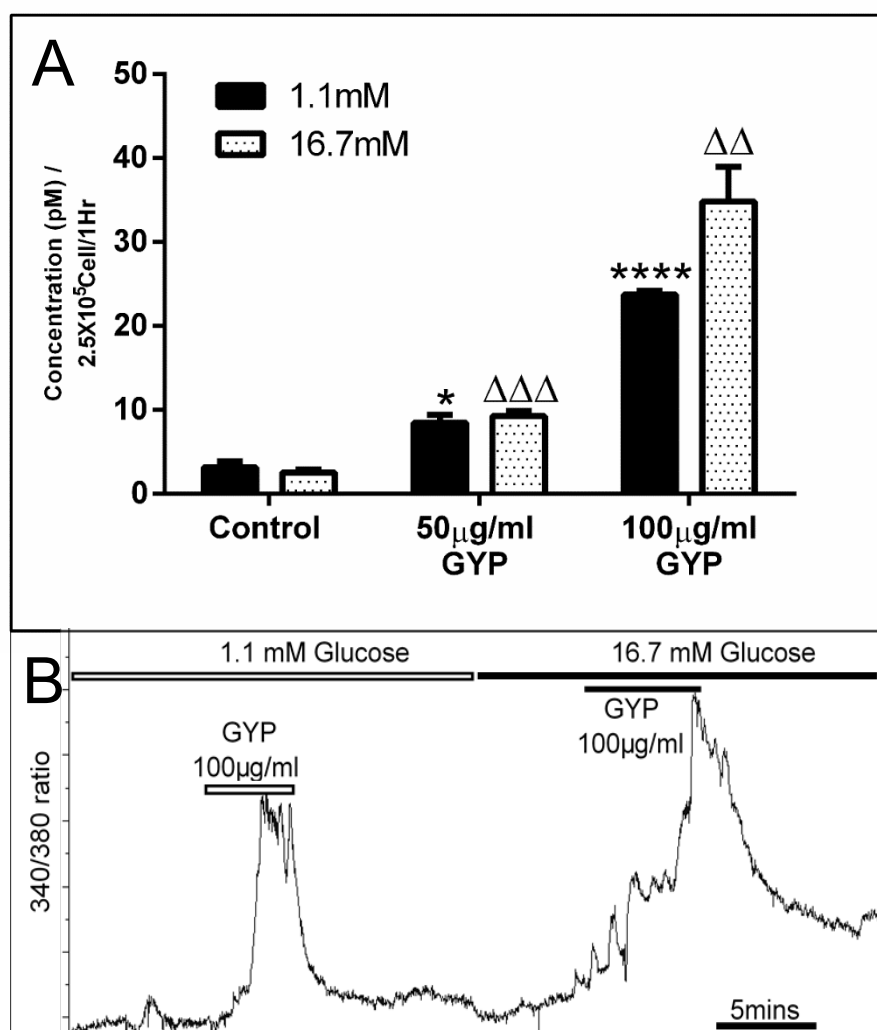 A
50
40
30
20
10
0
Concentration (pM) /
2.5X10⁵Cell/1Hr
1.1mM
16.7mM
*
ΔΔΔ
****
ΔΔ
Control
50μg/ml
GYP
100μg/ml
GYP
B
1.1 mM Glucose
16.7 mM Glucose
GYP
100μg/ml
GYP
100μg/ml
340/380 ratio
5mins